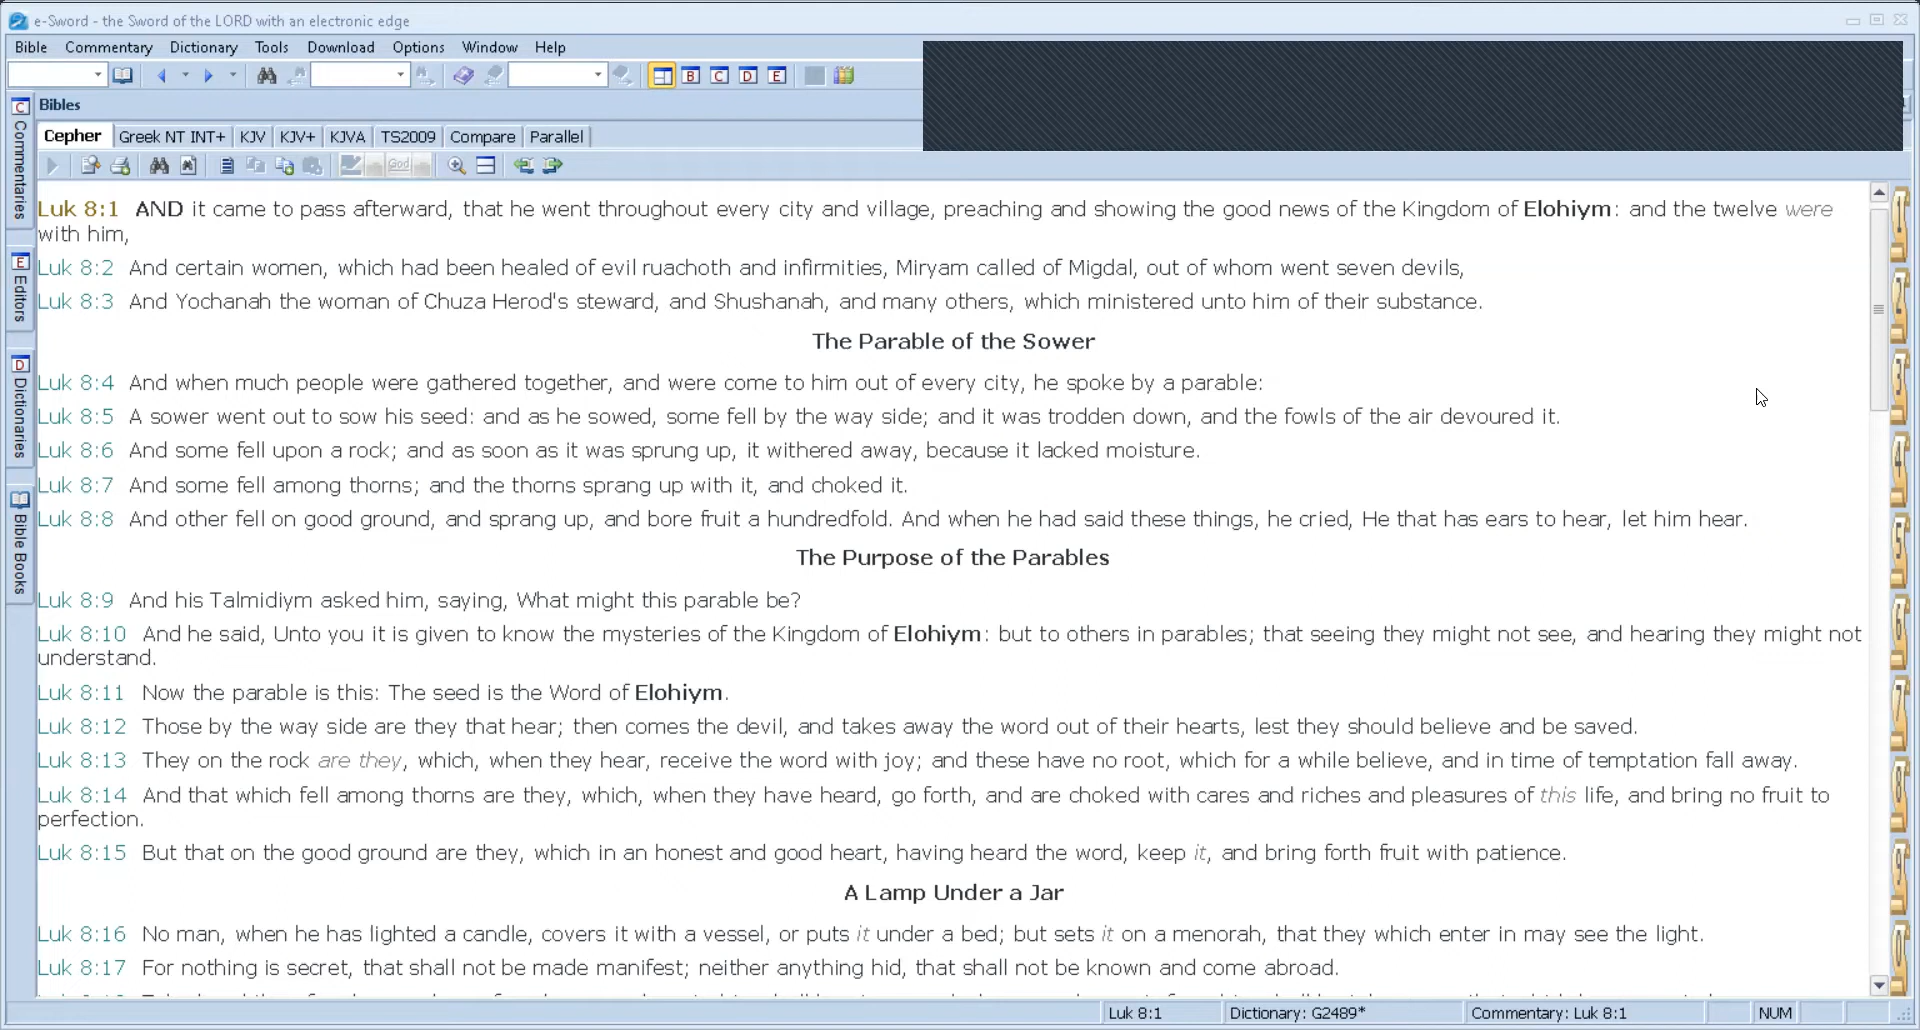 e-Sword - the Sword of the LORD with an electronic edge
Bible Commentary Dictionary Tools Download Options Window Help
B C D E
Bibles
Cepher Greek NT INT+ KJV KJV+ KJVA TS2009 Compare Parallel
God
C Commentaries
E Editors
D Dictionaries
Bible Books
Luk 8:1 AND it came to pass afterward, that he went throughout every city and village, preaching and showing the good news of the Kingdom of Elohiym: and the twelve were
with him,
Luk 8:2 And certain women, which had been healed of evil ruachoth and infirmities, Miryam called of Migdal, out of whom went seven devils,
Luk 8:3 And Yochanah the woman of Chuza Herod's steward, and Shushanah, and many others, which ministered unto him of their substance.
The Parable of the Sower
Luk 8:4 And when much people were gathered together, and were come to him out of every city, he spoke by a parable:
Luk 8:5 A sower went out to sow his seed: and as he sowed, some fell by the way side; and it was trodden down, and the fowls of the air devoured it.
Luk 8:6 And some fell upon a rock; and as soon as it was sprung up, it withered away, because it lacked moisture.
Luk 8:7 And some fell among thorns; and the thorns sprang up with it, and choked it.
Luk 8:8 And other fell on good ground, and sprang up, and bore fruit a hundredfold. And when he had said these things, he cried, He that has ears to hear, let him hear.
The Purpose of the Parables
Luk 8:9 And his Talmidiym asked him, saying, What might this parable be?
Luk 8:10 And he said, Unto you it is given to know the mysteries of the Kingdom of Elohiym: but to others in parables; that seeing they might not see, and hearing they might not
understand.
Luk 8:11 Now the parable is this: The seed is the Word of Elohiym.
Luk 8:12 Those by the way side are they that hear; then comes the devil, and takes away the word out of their hearts, lest they should believe and be saved.
Luk 8:13 They on the rock are they, which, when they hear, receive the word with joy; and these have no root, which for a while believe, and in time of temptation fall away.
Luk 8:14 And that which fell among thorns are they, which, when they have heard, go forth, and are choked with cares and riches and pleasures of this life, and bring no fruit to
perfection.
Luk 8:15 But that on the good ground are they, which in an honest and good heart, having heard the word, keep it, and bring forth fruit with patience.
A Lamp Under a Jar
Luk 8:16 No man, when he has lighted a candle, covers it with a vessel, or puts it under a bed; but sets it on a menorah, that they which enter in may see the light.
Luk 8:17 For nothing is secret, that shall not be made manifest; neither anything hid, that shall not be known and come abroad.
1
2
3
4
5
6
7
8
9
0
Luk 8:1 Dictionary: G2489* Commentary: Luk 8:1 NUM